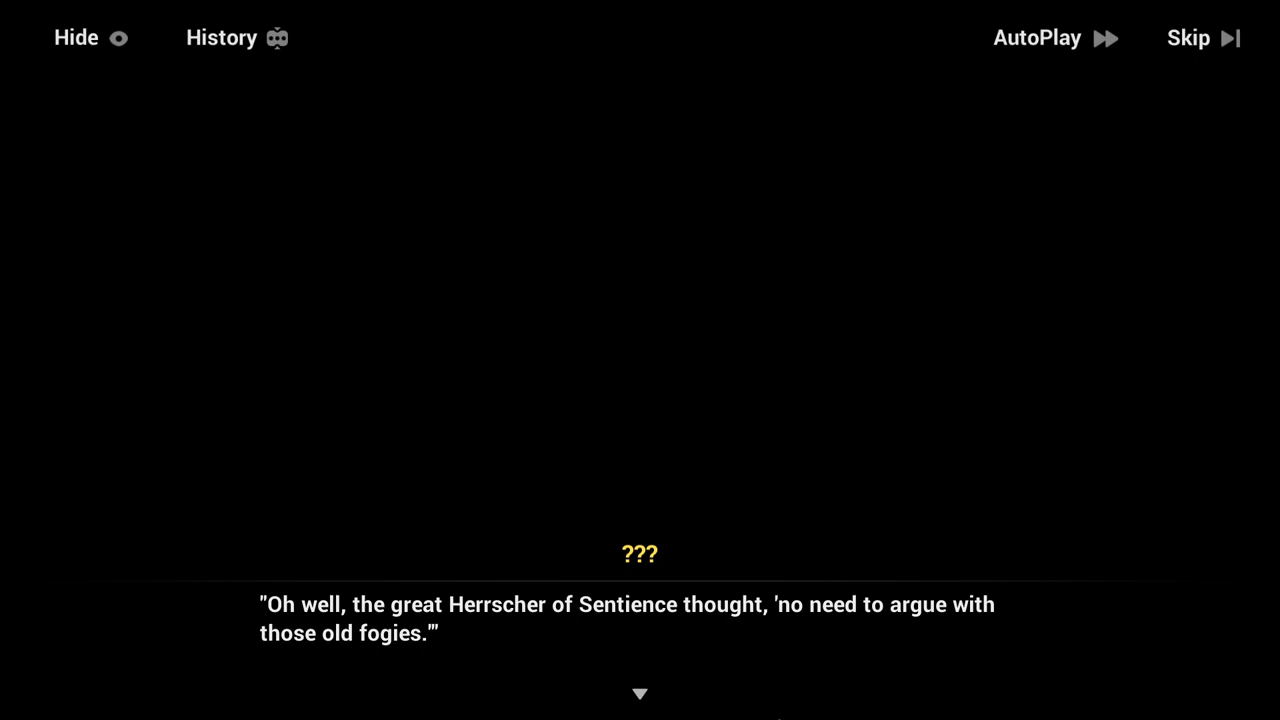 Hide
History
AutoPlay
Skip
???
"Oh well, the great Herrscher of Sentience thought, 'no need to argue with
those old fogies.'"